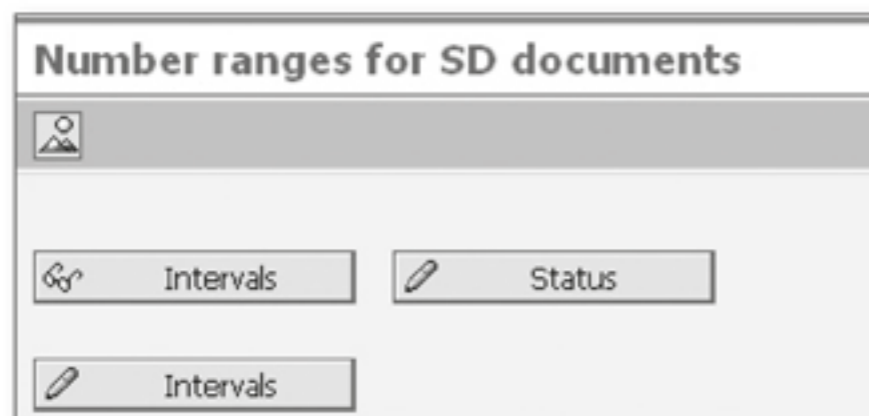 Number ranges for SD documents
Intervals
Status
Intervals